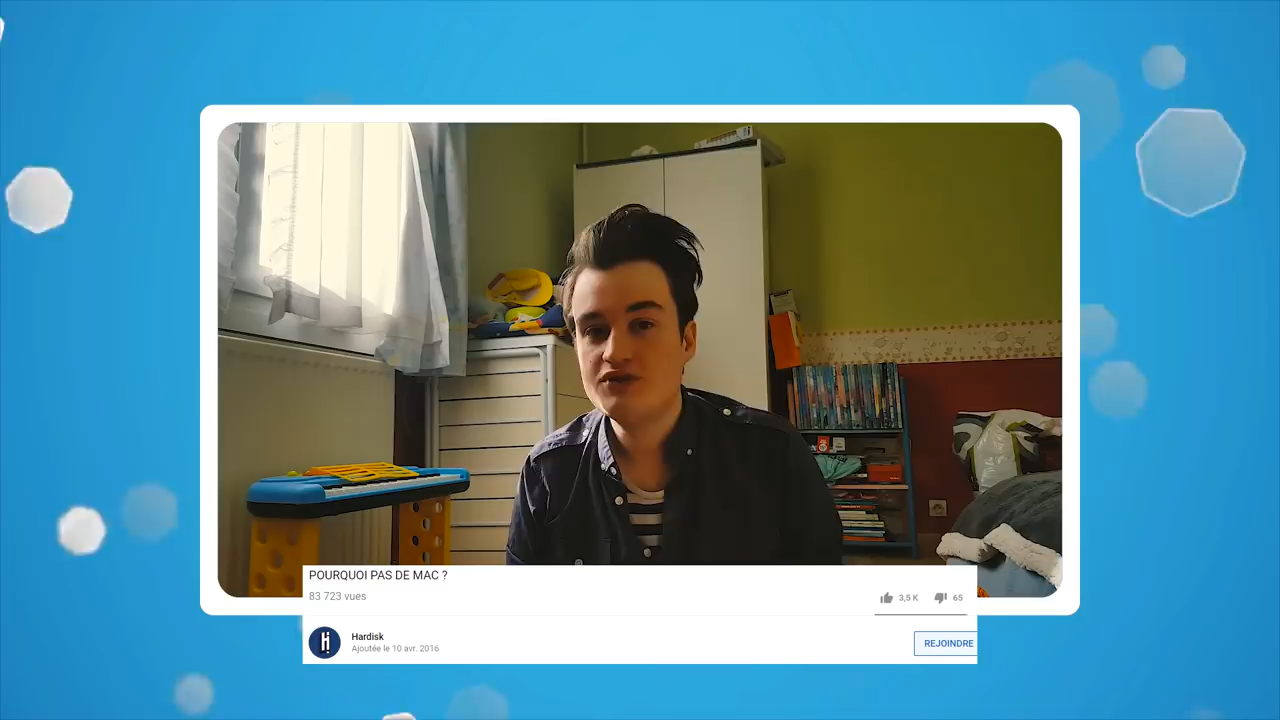 POURQUOI PAS DE MAC ?
83 723 vues
3,5 K
65
Hardisk
Ajoutée le 10 avr. 2016
REJOINDRE